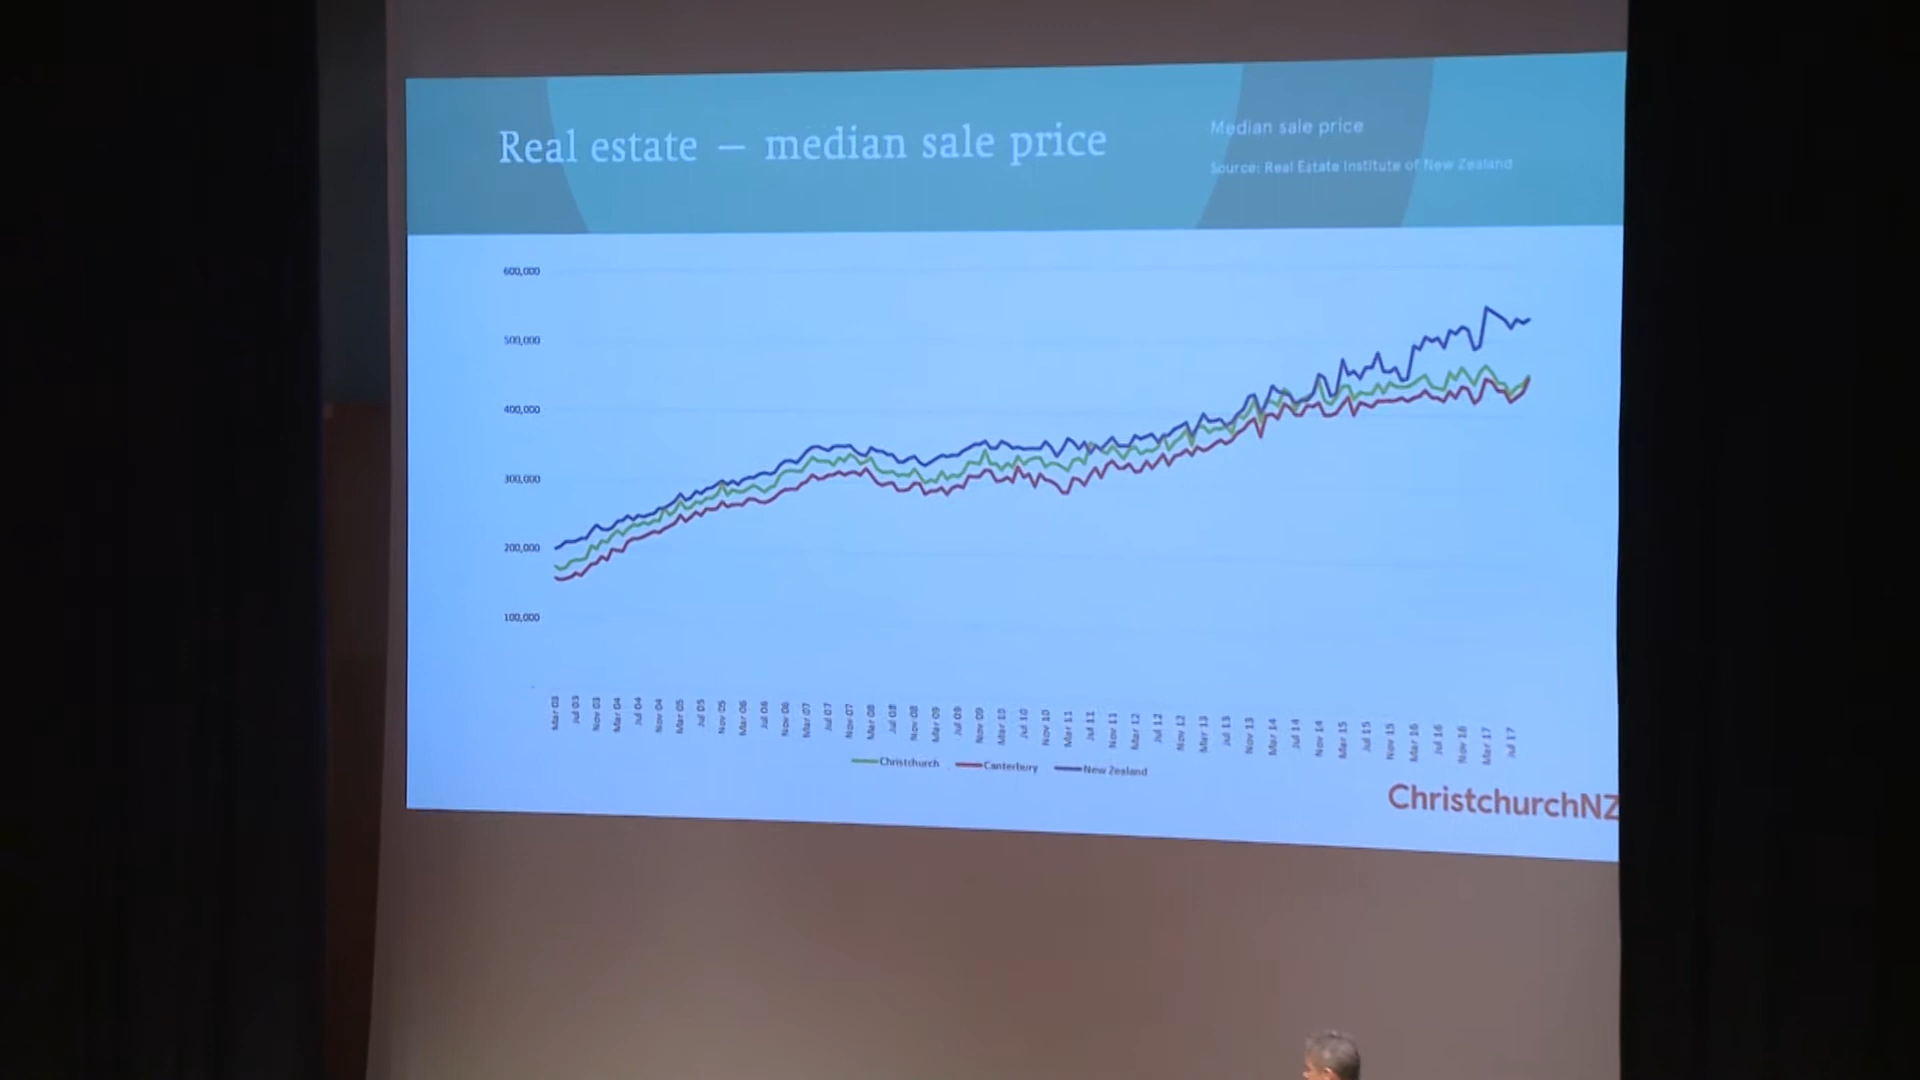 Real estate – median sale price
Median sale price
Source: Real Estate Institute of New Zealand
600,000
500,000
400,000
300,000
200,000
100,000
-
Mar 03 Jul 03 Nov 03 Mar 04 Jul 04 Nov 04 Mar 05 Jul 05 Nov 05 Mar 06 Jul 06 Nov 06 Mar 07 Jul 07 Nov 07 Mar 08 Jul 08 Nov 08 Mar 09 Jul 09 Nov 09 Mar 10 Jul 10 Nov 10 Mar 11 Jul 11 Nov 11 Mar 12 Jul 12 Nov 12 Mar 13 Jul 13 Nov 13 Mar 14 Jul 14 Nov 14 Mar 15 Jul 15 Nov 15 Mar 16 Jul 16 Nov 16 Mar 17 Jul 17
Christchurch Canterbury New Zealand
ChristchurchNZ